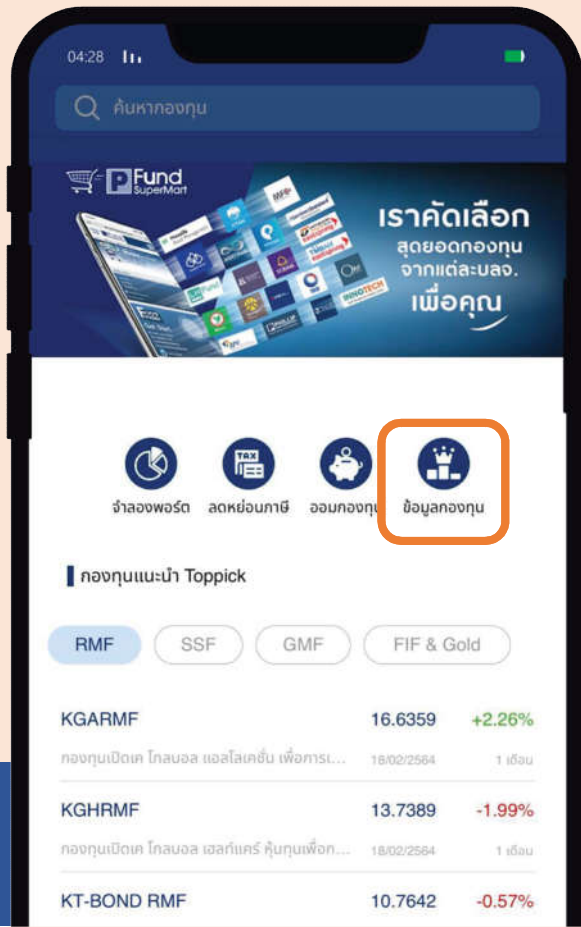 04:28
ค้นหากองทุน
P Fund
SuperMart
เราคัดเลือก
สุดยอดกองทุน
จากแต่ละบลจ.
เพื่อคุณ
INNOTECH
PHILLIP
TAX
จำลองพอร์ต ลดหย่อนภาษี ออมกองทุน ข้อมูลกองทุน
กองทุนแนะนำ Toppick
RMF SSF GMF FIF & Gold
KGARMF 16.6359 +2.26%
กองทุนเปิดเค โกลบอล แอลโลเคชั่น เพื่อการเ... 18/02/2564 1 เดือน
KGHRMF 13.7389 -1.99%
กองทุนเปิดเค โกลบอล เฮลท์แคร์ หุ้นทุนเพื่อก... 18/02/2564 1 เดือน
KT-BOND RMF 10.7642 -0.57%